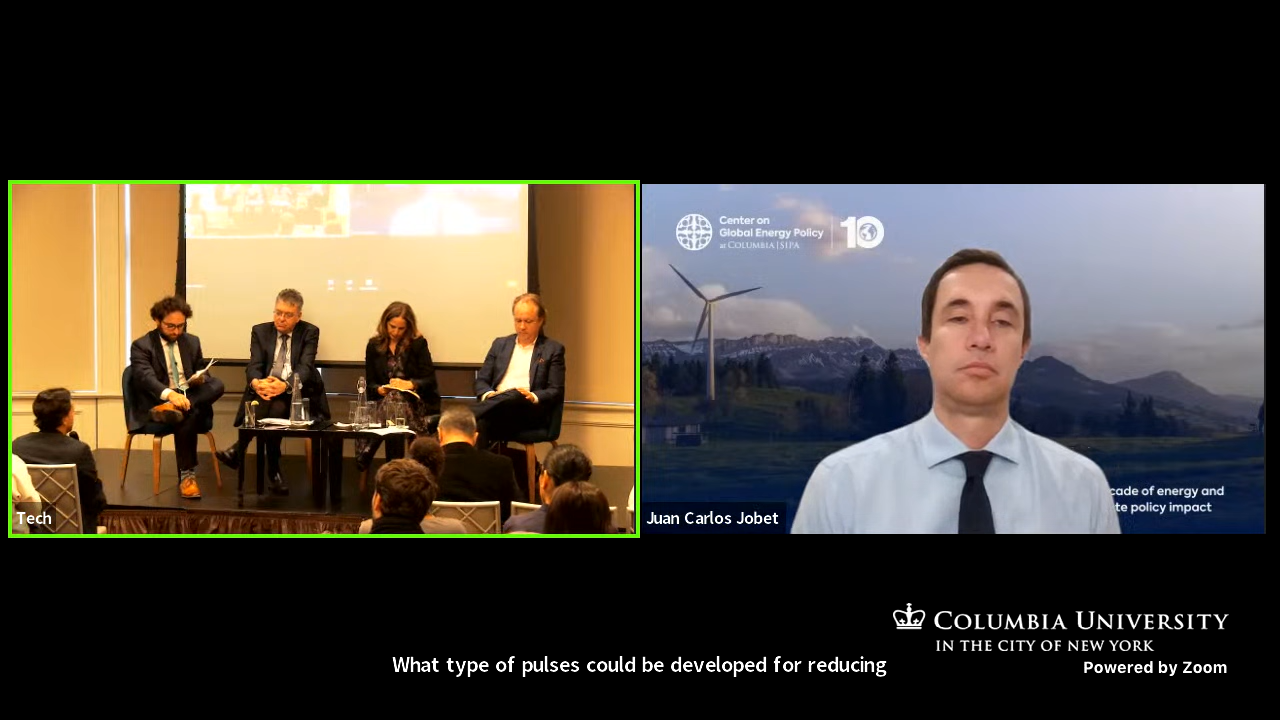 Center on
Global Energy Policy
at COLUMBIA | SIPA
10
cade of energy and
te policy impact
Tech
Juan Carlos Jobet
COLUMBIA UNIVERSITY
IN THE CITY OF NEW YORK
What type of pulses could be developed for reducing
Powered by Zoom